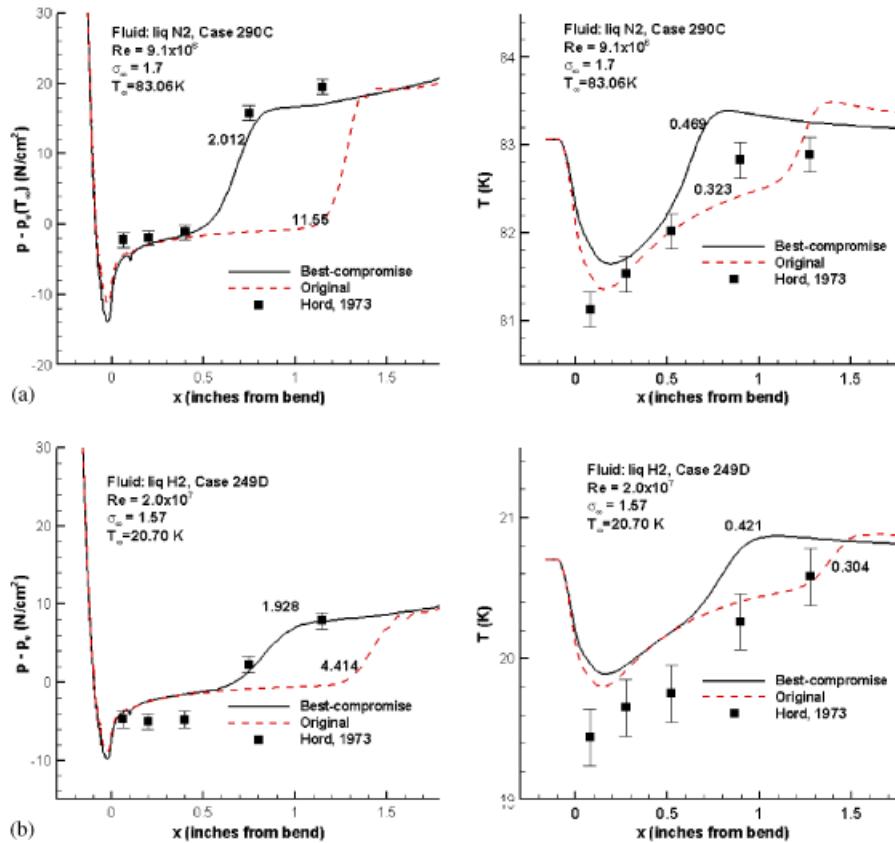 30
20
10
0
-10
-20
p - pᵥ(T∞) (N/cm²)
Fluid: liq N2, Case 290C
Re = 9.1x10⁶
σ∞ = 1.7
T∞=83.06K
2.012
11.55
Best-compromise
Original
Hord, 1973
0 0.5 1 1.5
x (inches from bend)
(a)
84
83
82
81
T (K)
Fluid: liq N2, Case 290C
Re = 9.1x10⁶
σ∞ = 1.7
T∞=83.06K
0.469
0.323
Best-compromise
Original
Hord, 1973
0 0.5 1 1.5
x (inches from bend)
30
20
10
0
-10
p - pᵥ (N/cm²)
Fluid: liq H2, Case 249D
Re = 2.0x10⁷
σ∞ = 1.57
T∞=20.70 K
1.928
4.414
Best-compromise
Original
Hord, 1973
0 0.5 1 1.5
x (inches from bend)
(b)
21
20
19
T (K)
Fluid: liq H2, Case 249D
Re = 2.0x10⁷
σ∞ = 1.57
T∞=20.70 K
0.421
0.304
Best-compromise
Original
Hord, 1973
0 0.5 1 1.5
x (inches from bend)